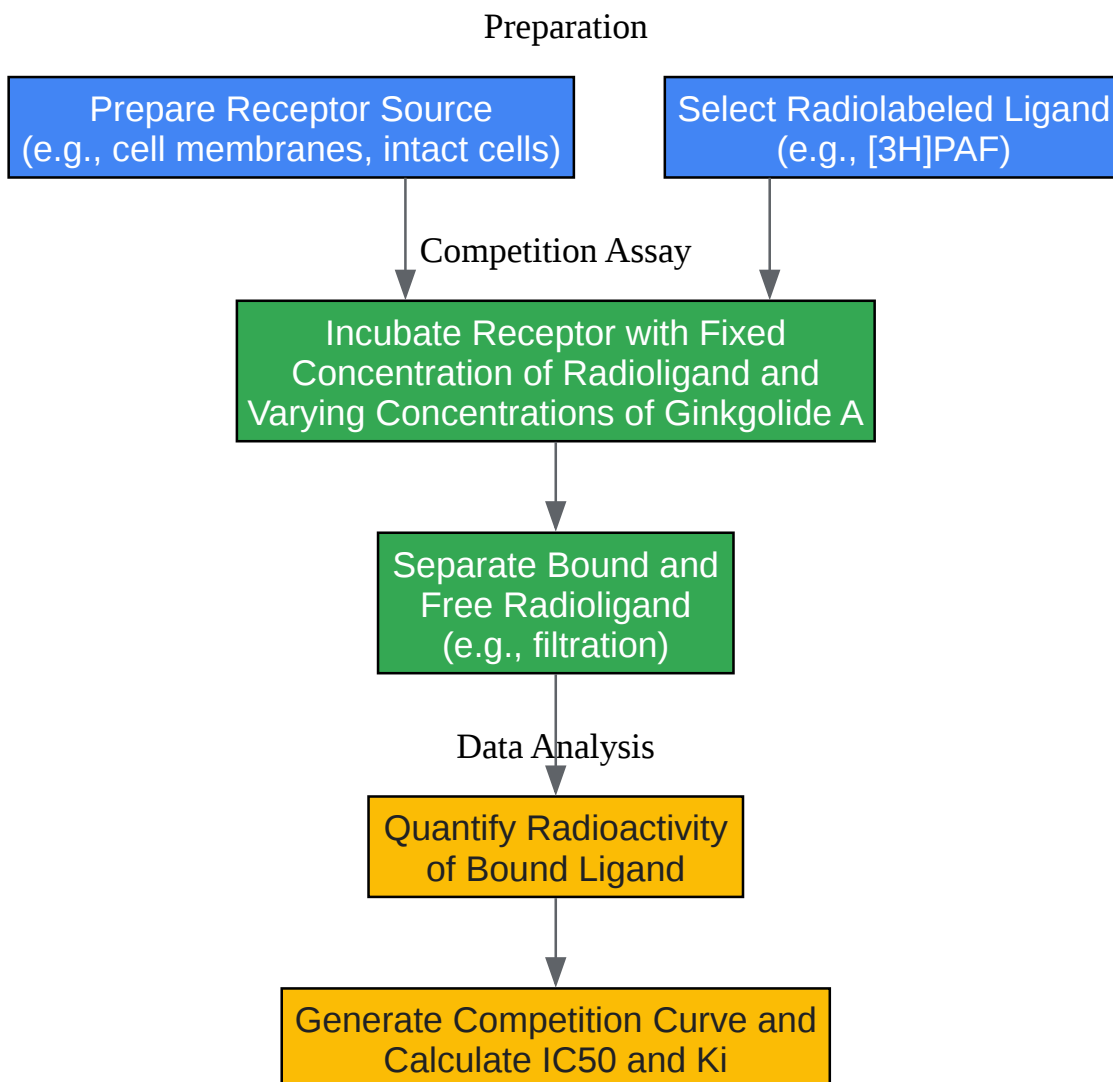 Preparation
Prepare Receptor Source
(e.g., cell membranes, intact cells)
Select Radiolabeled Ligand
(e.g., [3H]PAF)
Competition Assay
Incubate Receptor with Fixed
Concentration of Radioligand and
Varying Concentrations of Ginkgolide A
Separate Bound and
Free Radioligand
(e.g., filtration)
Data Analysis
Quantify Radioactivity
of Bound Ligand
Generate Competition Curve and
Calculate IC50 and Ki